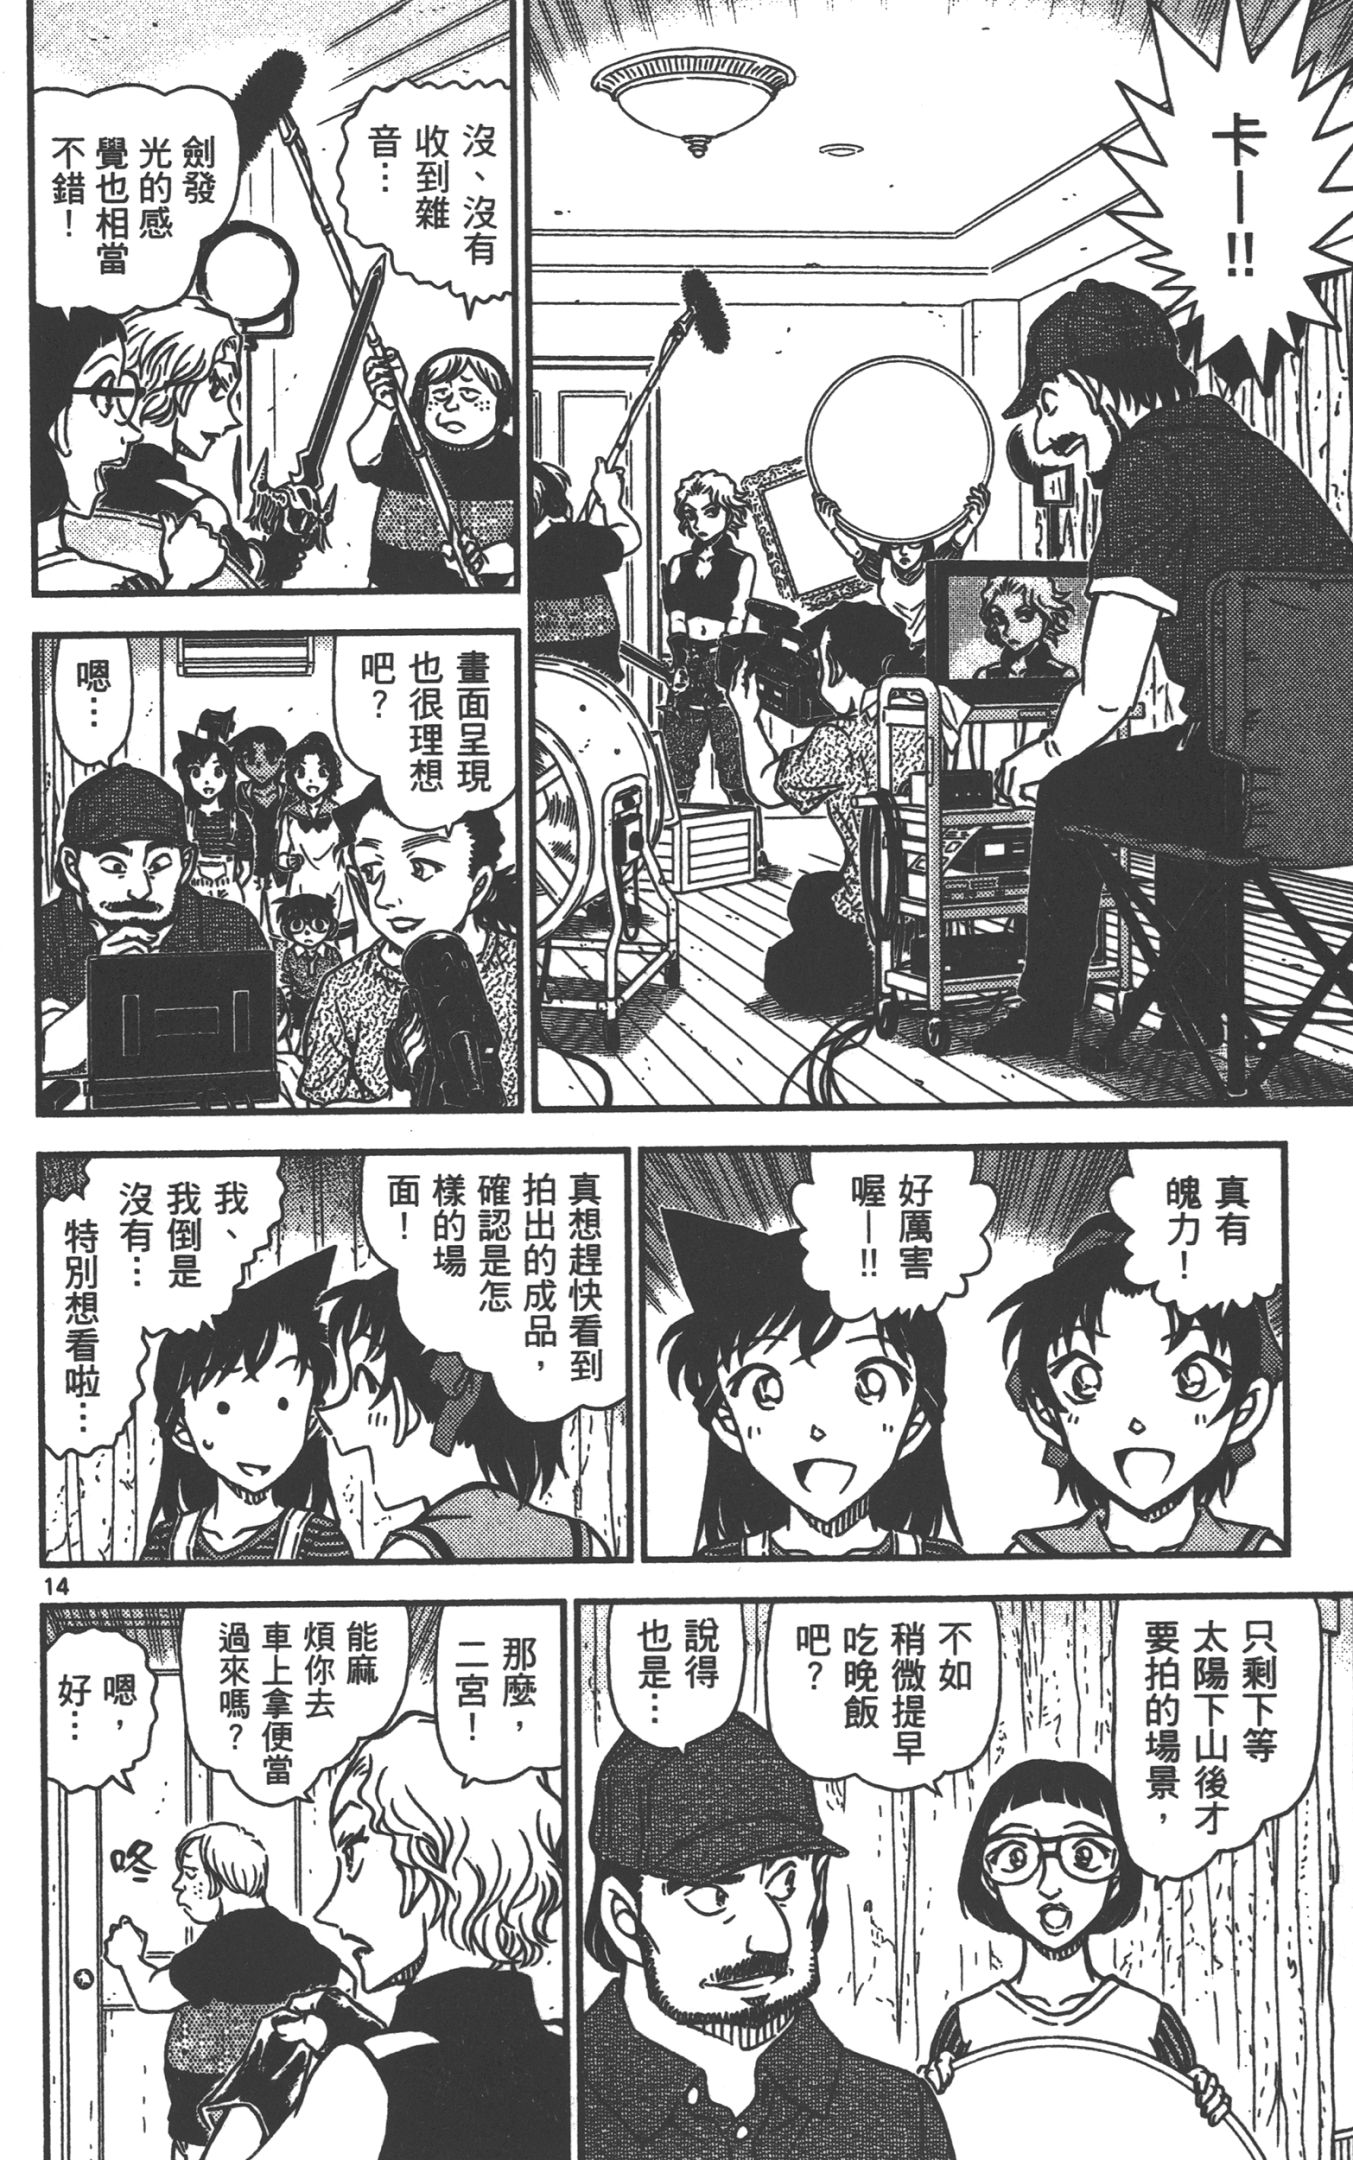 卡—!!
沒、沒有
收到雜
音…
劍發
光的感
覺也相當
不錯！
畫面呈現
也很理想
吧？
嗯…
真有
魄力！
好厲害
喔—!!
真想趕快看到
拍出的成品，
確認是怎
樣的場
面！
我、
我倒是
沒有…
特別想看啦…
14
只剩下等
太陽下山後才
要拍的場景，
不如
稍微提早
吃晚飯
吧？
說得
也是…
那麼，
二宮！
能麻
煩你去
車上拿便當
過來嗎？
嗯，
好…
咚